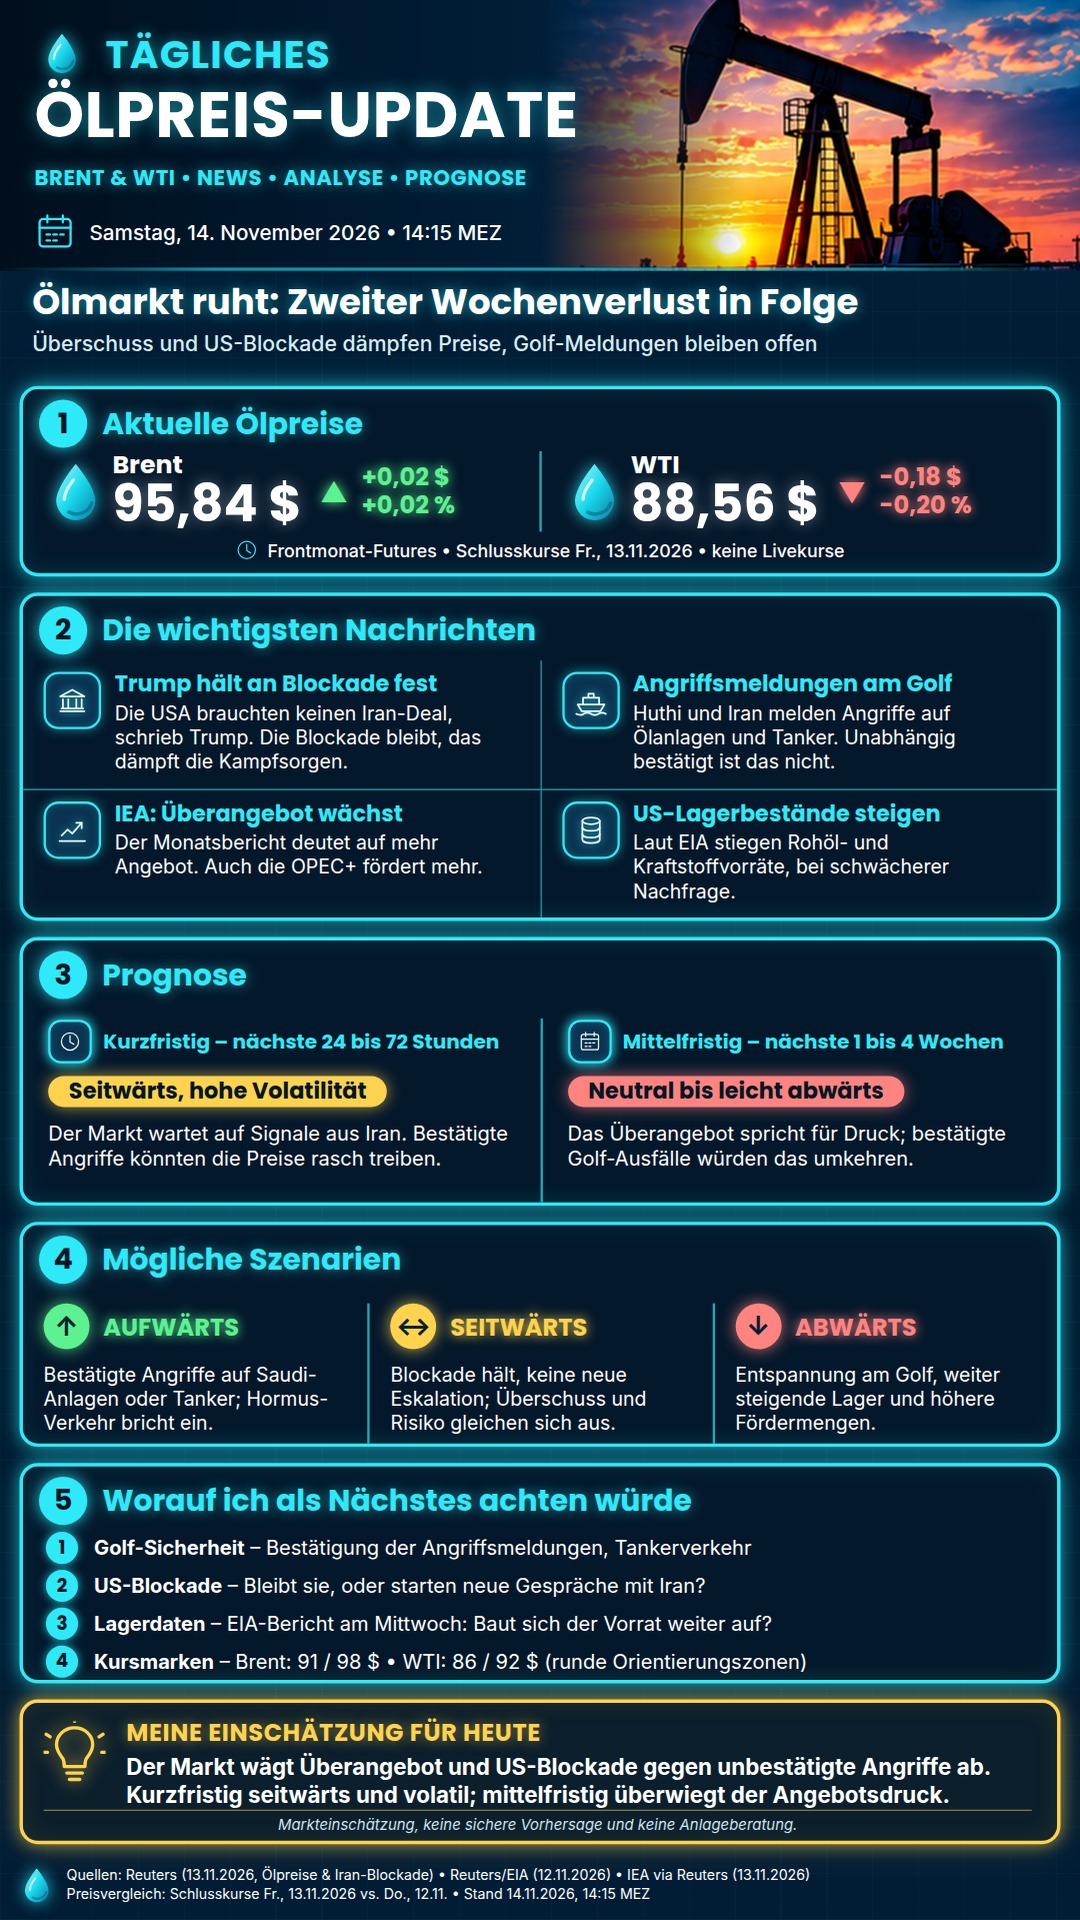 TÄGLICHES
ÖLPREIS-UPDATE
BRENT & WTI • NEWS • ANALYSE • PROGNOSE
Samstag, 14. November 2026 • 14:15 MEZ
Ölmarkt ruht: Zweiter Wochenverlust in Folge
Überschuss und US-Blockade dämpfen Preise, Golf-Meldungen bleiben offen
1 Aktuelle Ölpreise
Brent
95,84 $
+0,02 $
+0,02 %
WTI
88,56 $
−0,18 $
−0,20 %
Frontmonat-Futures • Schlusskurse Fr., 13.11.2026 • keine Livekurse
2 Die wichtigsten Nachrichten
Trump hält an Blockade fest
Die USA brauchten keinen Iran-Deal,
schrieb Trump. Die Blockade bleibt, das
dämpft die Kampfsorgen.
Angriffsmeldungen am Golf
Huthi und Iran melden Angriffe auf
Ölanlagen und Tanker. Unabhängig
bestätigt ist das nicht.
IEA: Überangebot wächst
Der Monatsbericht deutet auf mehr
Angebot. Auch die OPEC+ fördert mehr.
US-Lagerbestände steigen
Laut EIA stiegen Rohöl- und
Kraftstoffvorräte, bei schwächerer
Nachfrage.
3 Prognose
Kurzfristig – nächste 24 bis 72 Stunden
Seitwärts, hohe Volatilität
Der Markt wartet auf Signale aus Iran. Bestätigte
Angriffe könnten die Preise rasch treiben.
Mittelfristig – nächste 1 bis 4 Wochen
Neutral bis leicht abwärts
Das Überangebot spricht für Druck; bestätigte
Golf-Ausfälle würden das umkehren.
4 Mögliche Szenarien
AUFWÄRTS
Bestätigte Angriffe auf Saudi-
Anlagen oder Tanker; Hormus-
Verkehr bricht ein.
SEITWÄRTS
Blockade hält, keine neue
Eskalation; Überschuss und
Risiko gleichen sich aus.
ABWÄRTS
Entspannung am Golf, weiter
steigende Lager und höhere
Fördermengen.
5 Worauf ich als Nächstes achten würde
1 Golf-Sicherheit – Bestätigung der Angriffsmeldungen, Tankerverkehr
2 US-Blockade – Bleibt sie, oder starten neue Gespräche mit Iran?
3 Lagerdaten – EIA-Bericht am Mittwoch: Baut sich der Vorrat weiter auf?
4 Kursmarken – Brent: 91 / 98 $ • WTI: 86 / 92 $ (runde Orientierungszonen)
MEINE EINSCHÄTZUNG FÜR HEUTE
Der Markt wägt Überangebot und US-Blockade gegen unbestätigte Angriffe ab.
Kurzfristig seitwärts und volatil; mittelfristig überwiegt der Angebotsdruck.
Markteinschätzung, keine sichere Vorhersage und keine Anlageberatung.
Quellen: Reuters (13.11.2026, Ölpreise & Iran-Blockade) • Reuters/EIA (12.11.2026) • IEA via Reuters (13.11.2026)
Preisvergleich: Schlusskurse Fr., 13.11.2026 vs. Do., 12.11. • Stand 14.11.2026, 14:15 MEZ